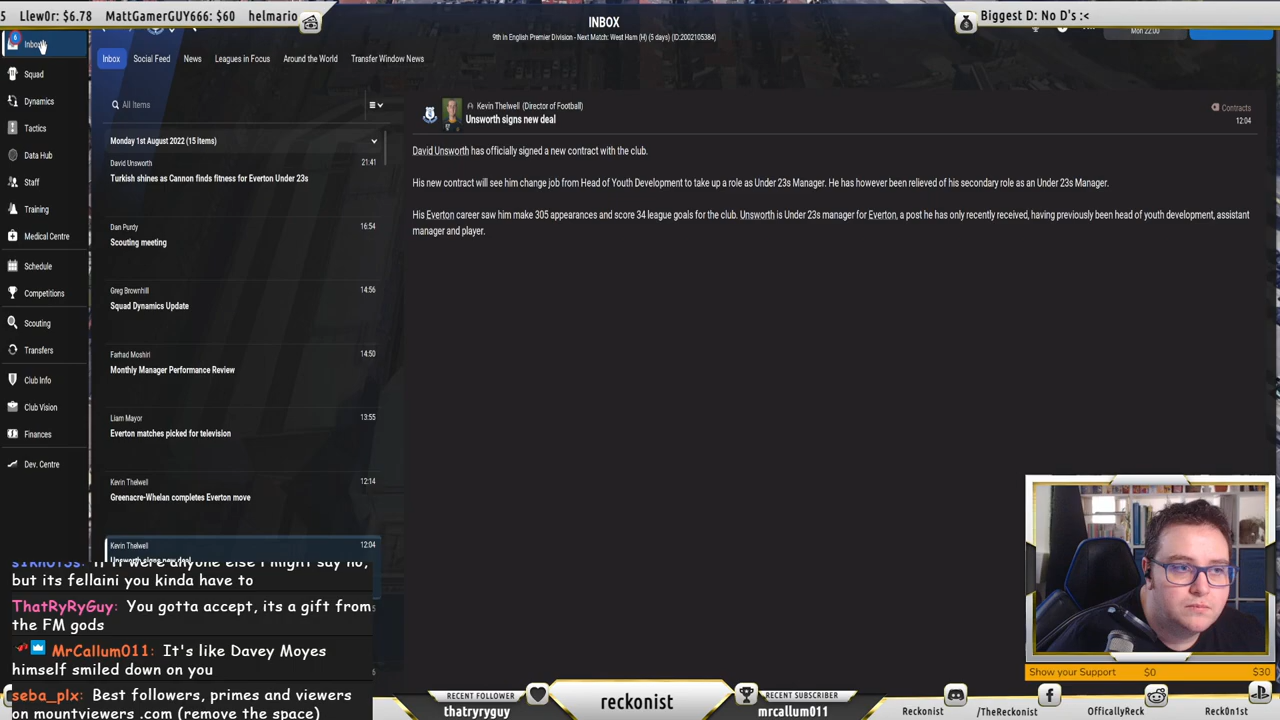 5 Llew0r: $6.78 MattGamerGUY666: $60 helmario
INBOX
9th in English Premier Division - Next Match: West Ham (H) (5 days) (ID:2002105384)
Biggest D: No D's :<
Mon 22:00
Inbox
Squad
Dynamics
Tactics
Data Hub
Staff
Training
Medical Centre
Schedule
Competitions
Scouting
Transfers
Club Info
Club Vision
Finances
Dev. Centre
Inbox Social Feed News Leagues in Focus Around the World Transfer Window News
All Items
Monday 1st August 2022 (15 Items)
David Unsworth 21:41
Turkish shines as Cannon finds fitness for Everton Under 23s
Dan Purdy 16:54
Scouting meeting
Greg Brownhill 14:56
Squad Dynamics Update
Farhad Moshiri 14:50
Monthly Manager Performance Review
Liam Mayor 13:55
Everton matches picked for television
Kevin Thelwell 12:14
Greenacre-Whelan completes Everton move
Kevin Thelwell 12:04
Unsworth signs new deal
Kevin Thelwell (Director of Football)
Unsworth signs new deal
Contracts
12:04
David Unsworth has officially signed a new contract with the club.
His new contract will see him change job from Head of Youth Development to take up a role as Under 23s Manager. He has however been relieved of his secondary role as an Under 23s Manager.
His Everton career saw him make 305 appearances and score 34 league goals for the club. Unsworth is Under 23s manager for Everton, a post he has only recently received, having previously been head of youth development, assistant
manager and player.
but its fellaini you kinda have to
ThatRyRyGuy: You gotta accept, its a gift from
the FM gods
MrCallum011: It's like Davey Moyes
himself smiled down on you
seba_plx: Best followers, primes and viewers
on mountviewers .com (remove the space)
RECENT FOLLOWER
thatryryguy
reckonist
RECENT SUBSCRIBER
mrcallum011
Show your Support $0 $30
Reckonist /TheReckonist OfficallyReck Reck0n1st